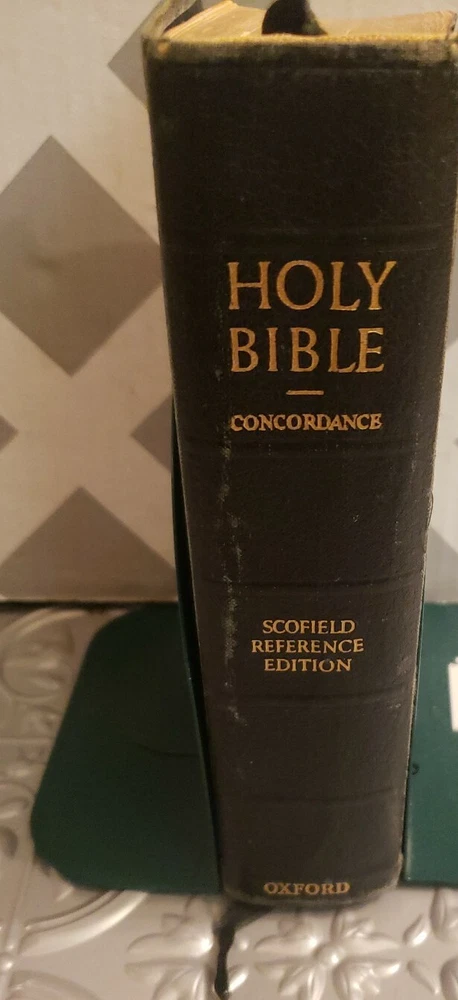 HOLY
BIBLE
CONCORDANCE
SCOFIELD
REFERENCE
EDITION
OXFORD